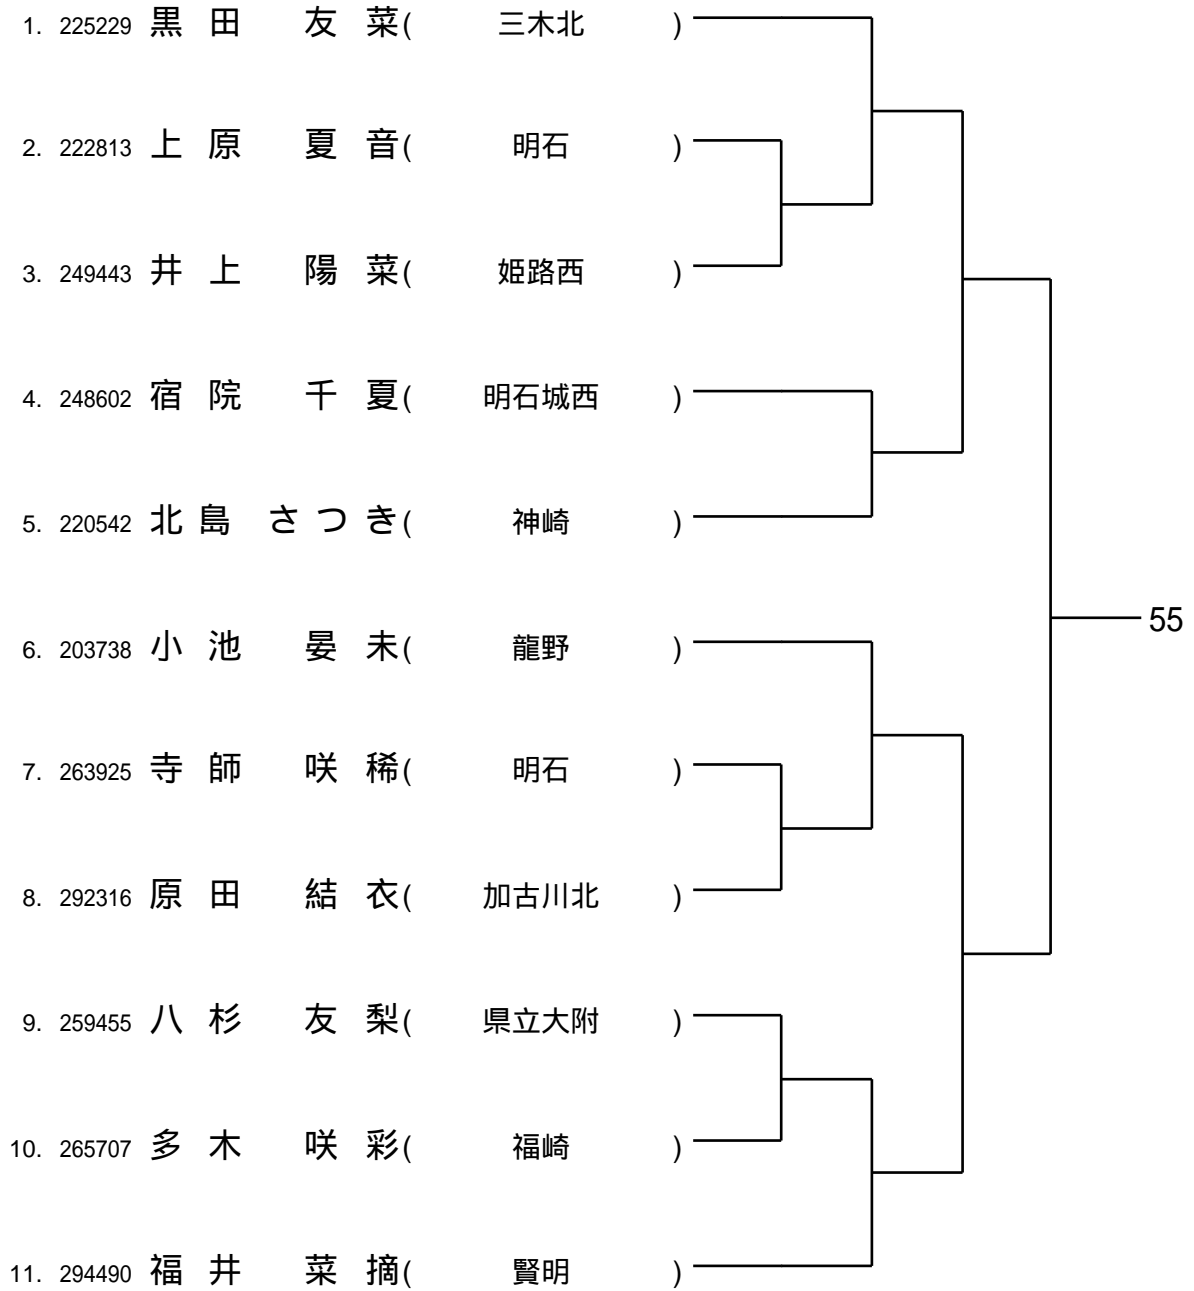 1. 225229 黒田 友菜( 三木北 )
2. 222813 上原 夏音( 明石 )
3. 249443 井上 陽菜( 姫路西 )
4. 248602 宿院 千夏( 明石城西 )
5. 220542 北島 さつき( 神崎 )
55
6. 203738 小池 晏未( 龍野 )
7. 263925 寺師 咲稀( 明石 )
8. 292316 原田 結衣( 加古川北 )
9. 259455 八杉 友梨( 県立大附 )
10. 265707 多木 咲彩( 福崎 )
11. 294490 福井 菜摘( 賢明 )